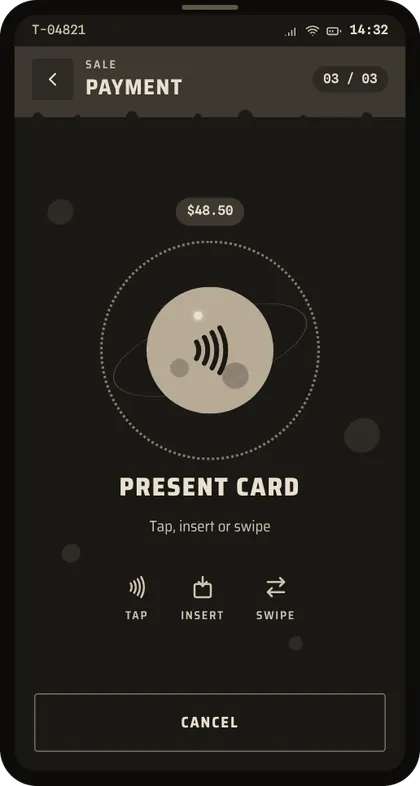 T-04821
14:32
SALE
PAYMENT
03 / 03
$48.50
PRESENT CARD
Tap, insert or swipe
TAP
INSERT
SWIPE
CANCEL